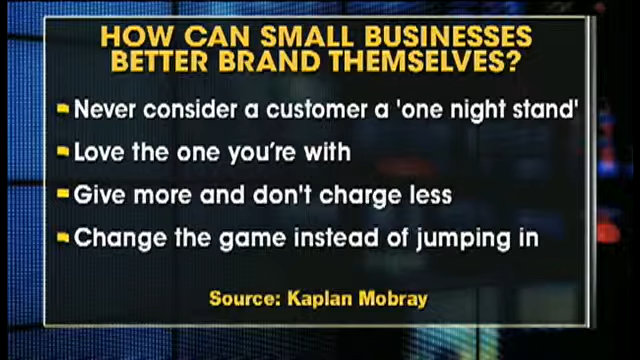 HOW CAN SMALL BUSINESSES
BETTER BRAND THEMSELVES?
Never consider a customer a 'one night stand'
Love the one you're with
Give more and don't charge less
Change the game instead of jumping in
Source: Kaplan Mobray